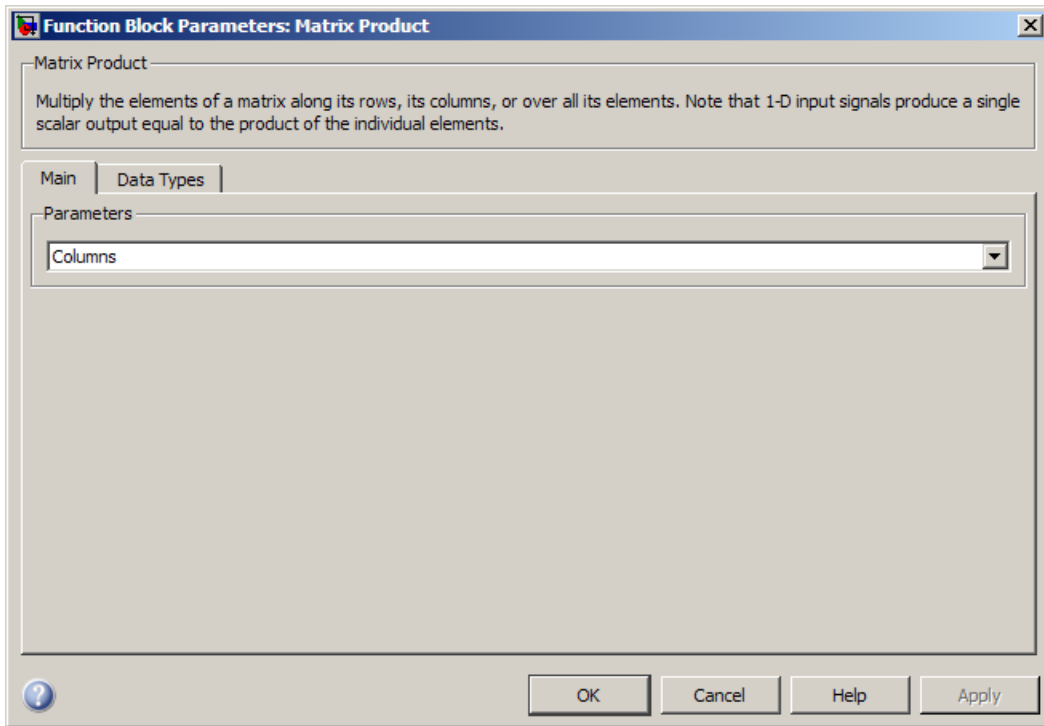 Function Block Parameters: Matrix Product
Matrix Product
Multiply the elements of a matrix along its rows, its columns, or over all its elements. Note that 1-D input signals produce a single
scalar output equal to the product of the individual elements.
Main Data Types
Parameters
Columns
OK Cancel Help Apply